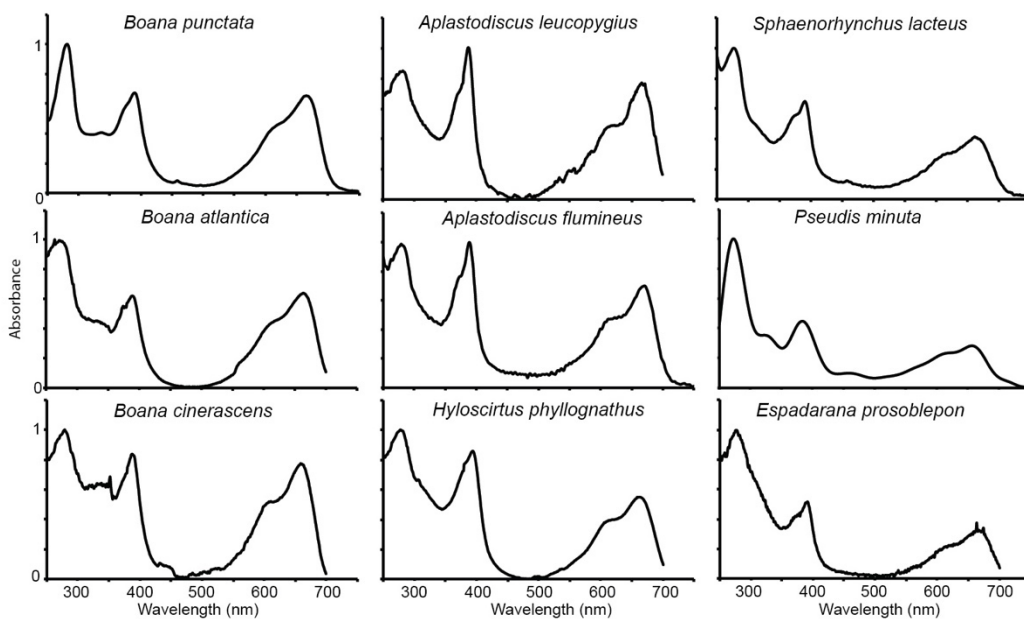 Boana punctata
Aplastodiscus leucopygius
Sphaenorhynchus lacteus
1
0
Boana atlantica
Aplastodiscus flumineus
Pseudis minuta
1
Absorbance
0
Boana cinerascens
Hyloscirtus phyllognathus
Espadarana prosoblepon
1
0
300 400 500 600 700
300 400 500 600 700
300 400 500 600 700
Wavelength (nm)
Wavelength (nm)
Wavelength (nm)